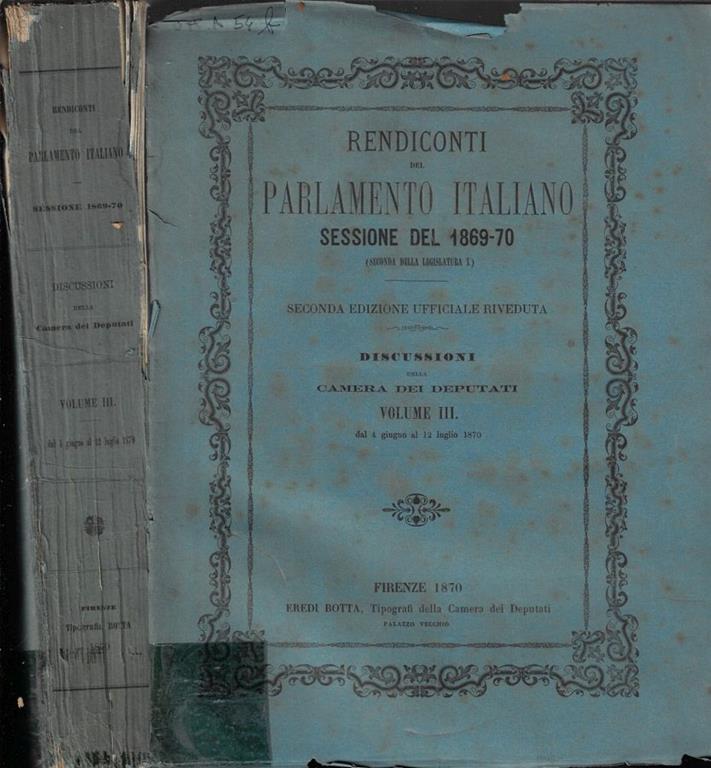 RENDICONTI
DEL
PARLAMENTO ITALIANO
SESSIONE 1869-70
DISCUSSIONI
DELLA
Camera dei Deputati
VOLUME III.
dal 4 giugno al 12 luglio 1870
FIRENZE
Tipografia BOTTA
RENDICONTI
DEL
PARLAMENTO ITALIANO
SESSIONE DEL 1869-70
(SECONDA DELLA LEGISLATURA X)
SECONDA EDIZIONE UFFICIALE RIVEDUTA
DISCUSSIONI
DELLA
CAMERA DEI DEPUTATI
VOLUME III.
dal 4 giugno al 12 luglio 1870
FIRENZE 1870
EREDI BOTTA, Tipografi della Camera dei Deputati
PALAZZO VECCHIO